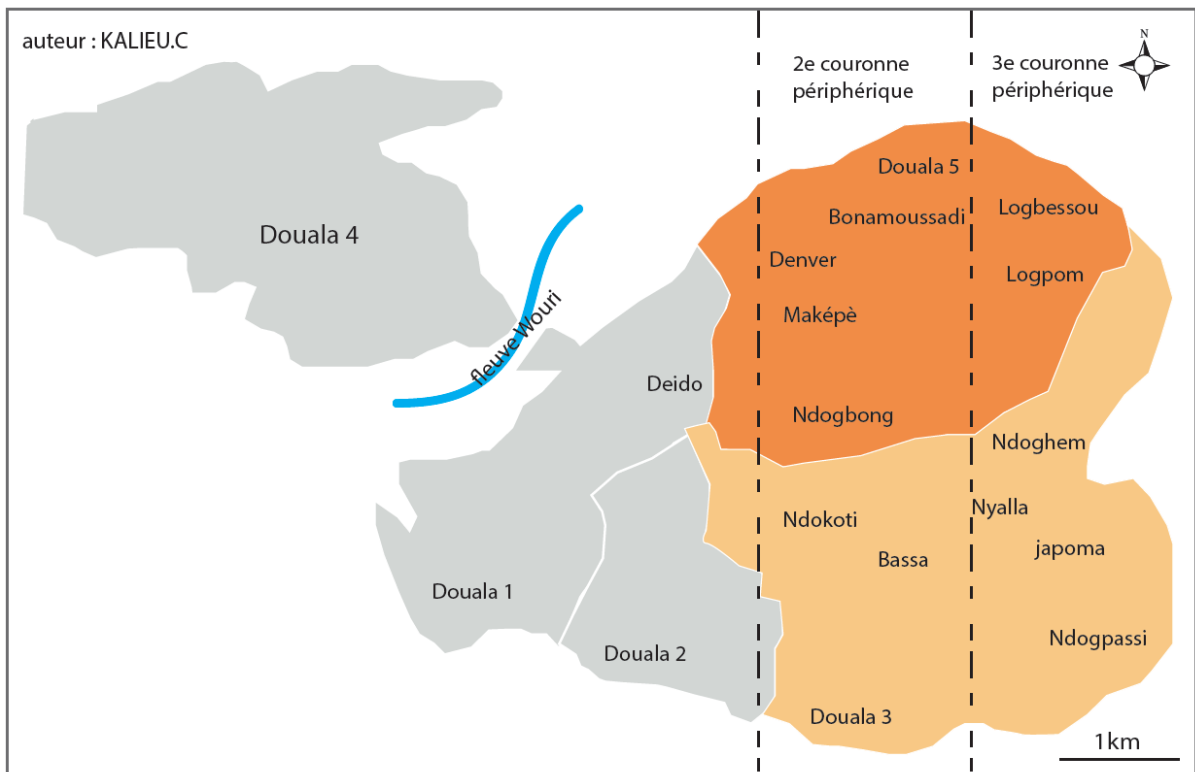 auteur : KALIEU.C
2e couronne
périphérique
3e couronne
périphérique
N
Douala 5
Bonamoussadi
Logbessou
Douala 4
Denver
Logpom
Maképè
fleuve Wouri
Deido
Ndogbong
Ndoghem
Ndokoti
Nyalla
Bassa
japoma
Douala 1
Ndogpassi
Douala 2
Douala 3
1km